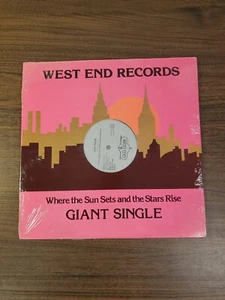 WEST END RECORDS
Where the Sun Sets and the Stars Rise
GIANT SINGLE